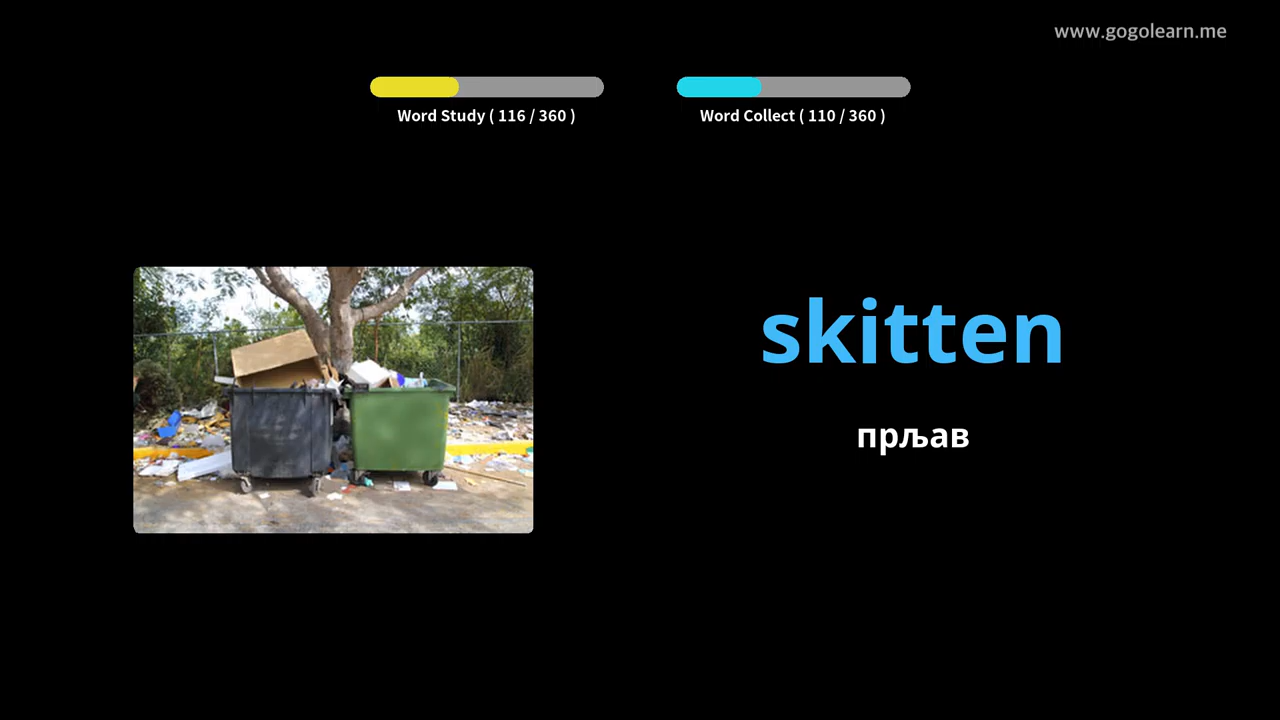 www.gogolearn.me
Word Study ( 116 / 360 )
Word Collect ( 110 / 360 )
skitten
прљав